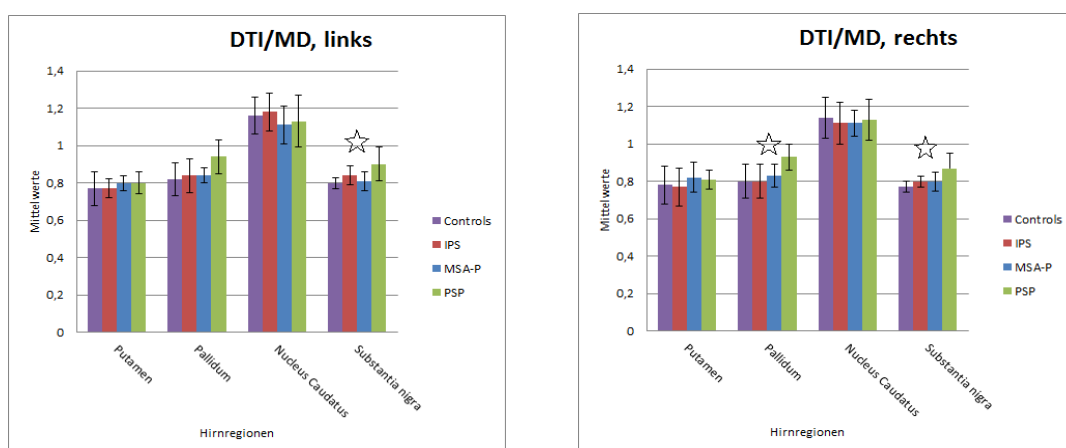 DTI/MD, links
1,4
1,2
1
0,8
0,6
0,4
0,2
0
Mittelwerte
Putamen
Pallidum
Nucleus Caudatus
Substantia nigra
Hirnregionen
Controls
IPS
MSA-P
PSP
DTI/MD, rechts
1,4
1,2
1
0,8
0,6
0,4
0,2
0
Mittelwerte
Putamen
Pallidum
Nucleus Caudatus
Substantia nigra
Hirnregionen
Controls
IPS
MSA-P
PSP